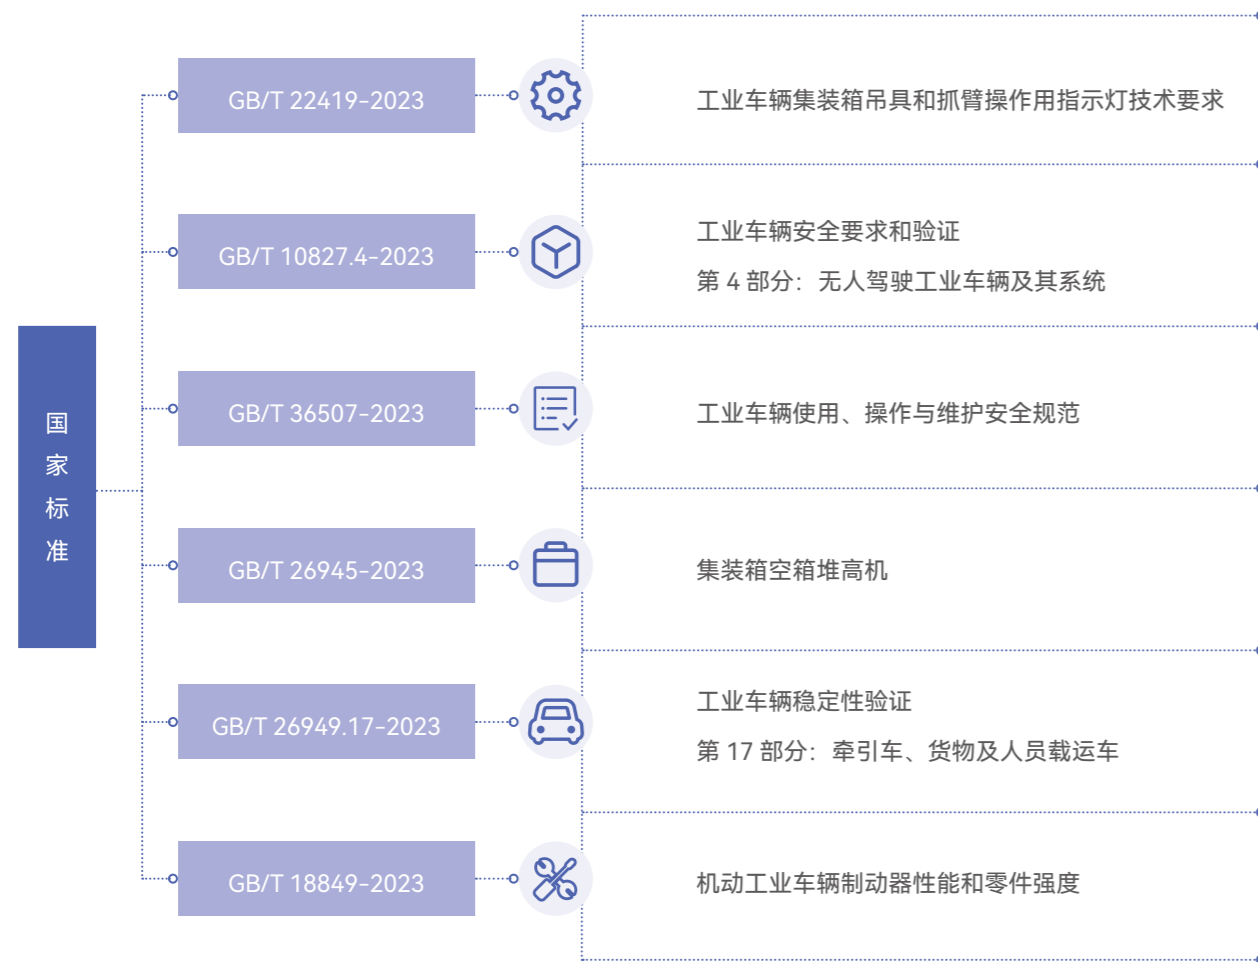 国家标准
GB/T 22419-2023
工业车辆集装箱吊具和抓臂操作用指示灯技术要求
GB/T 10827.4-2023
工业车辆安全要求和验证
第 4 部分：无人驾驶工业车辆及其系统
GB/T 36507-2023
工业车辆使用、操作与维护安全规范
GB/T 26945-2023
集装箱空箱堆高机
GB/T 26949.17-2023
工业车辆稳定性验证
第 17 部分：牵引车、货物及人员载运车
GB/T 18849-2023
机动工业车辆制动器性能和零件强度